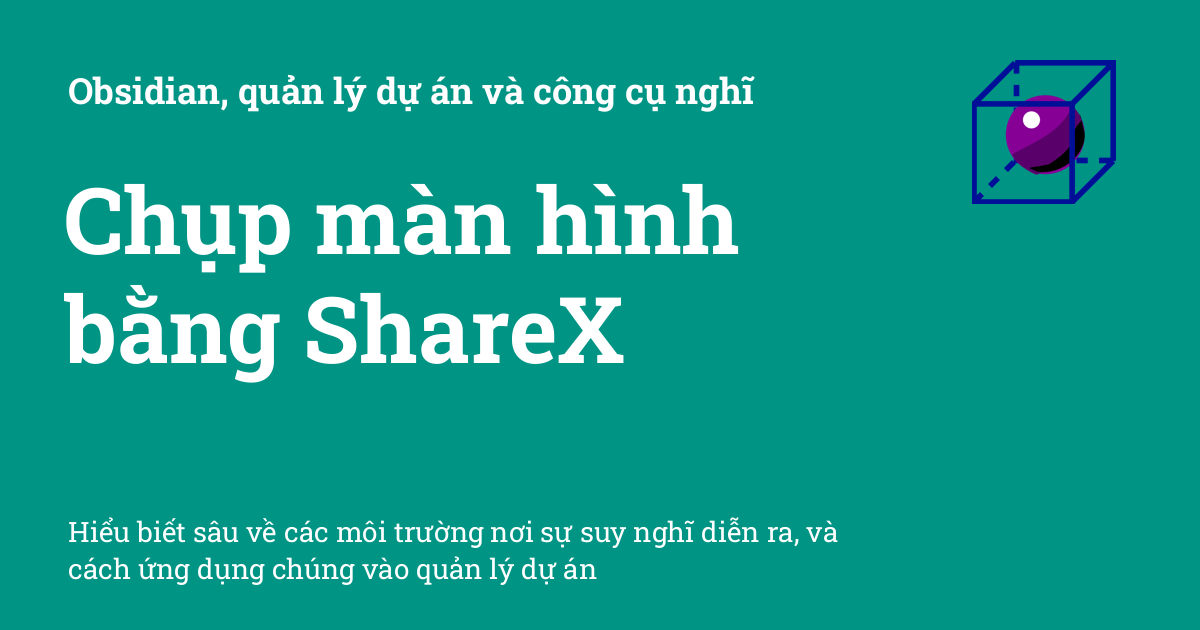 Obsidian, quản lý dự án và công cụ nghĩ
Chụp màn hình
bằng ShareX
Hiểu biết sâu về các môi trường nơi sự suy nghĩ diễn ra, và
cách ứng dụng chúng vào quản lý dự án